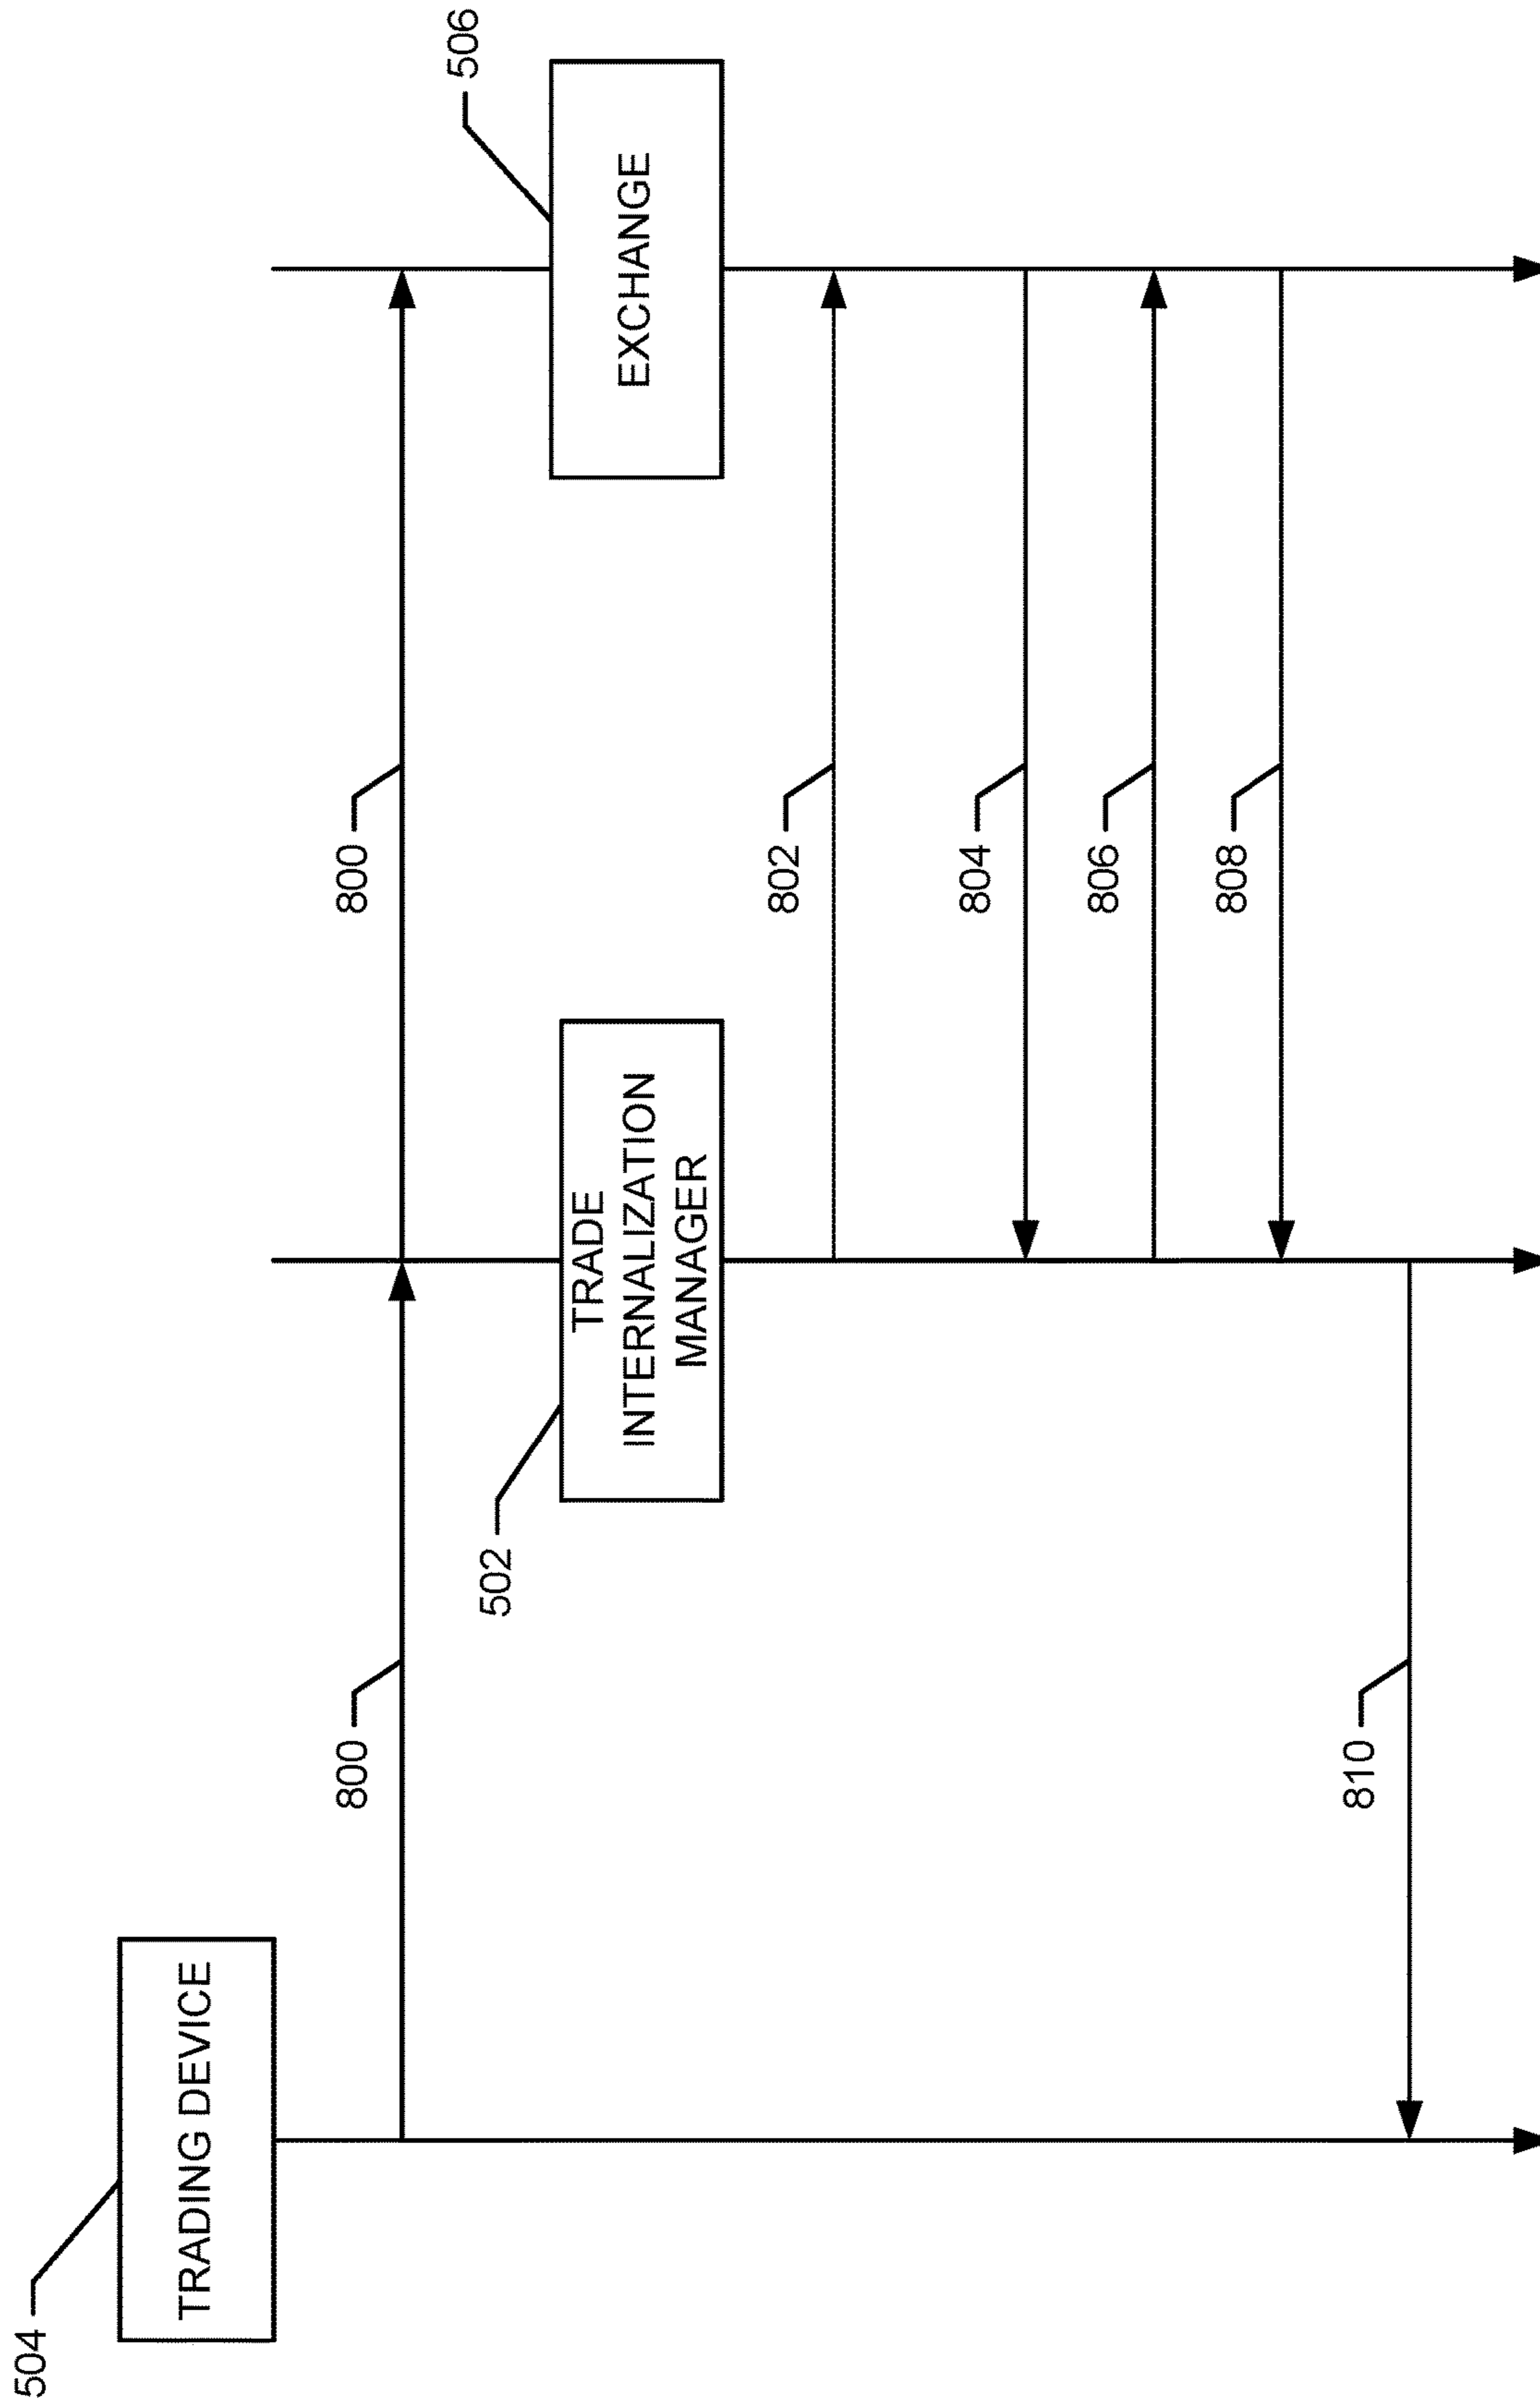 504
TRADING DEVICE
800
800
502
TRADE
INTERNALIZATION
MANAGER
506
EXCHANGE
802
804
806
808
810